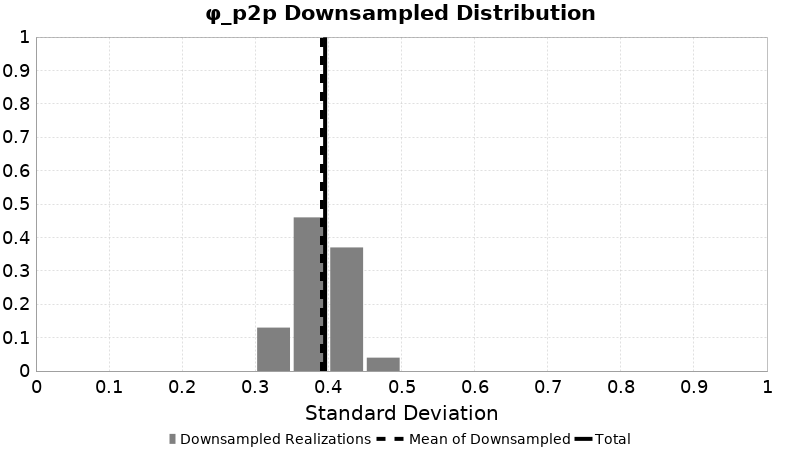 φ_p2p Downsampled Distribution
1
0.9
0.8
0.7
0.6
0.5
0.4
0.3
0.2
0.1
0
0 0.1 0.2 0.3 0.4 0.5 0.6 0.7 0.8 0.9 1
Standard Deviation
Downsampled Realizations Mean of Downsampled Total